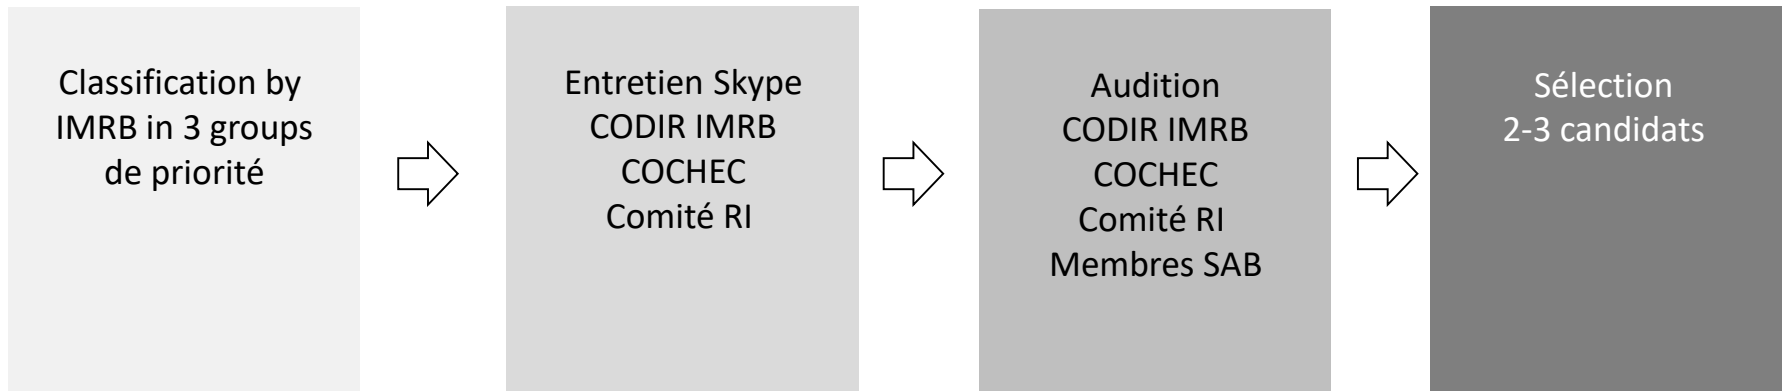 Classification by
IMRB in 3 groups
de priorité
Entretien Skype
CODIR IMRB
COCHEC
Comité RI
Audition
CODIR IMRB
COCHEC
Comité RI
Membres SAB
Sélection
2-3 candidats